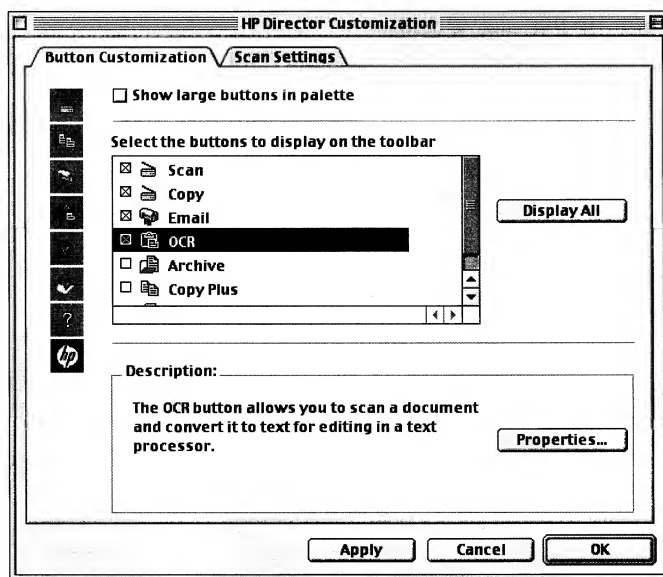 HP Director Customization
Button Customization
Scan Settings
Show large buttons in palette
Select the buttons to display on the toolbar
Scan
Copy
Email
OCR
Archive
Copy Plus
Display All
?
hp
Description:
The OCR button allows you to scan a document
and convert it to text for editing in a text
processor.
Properties...
Apply
Cancel
OK